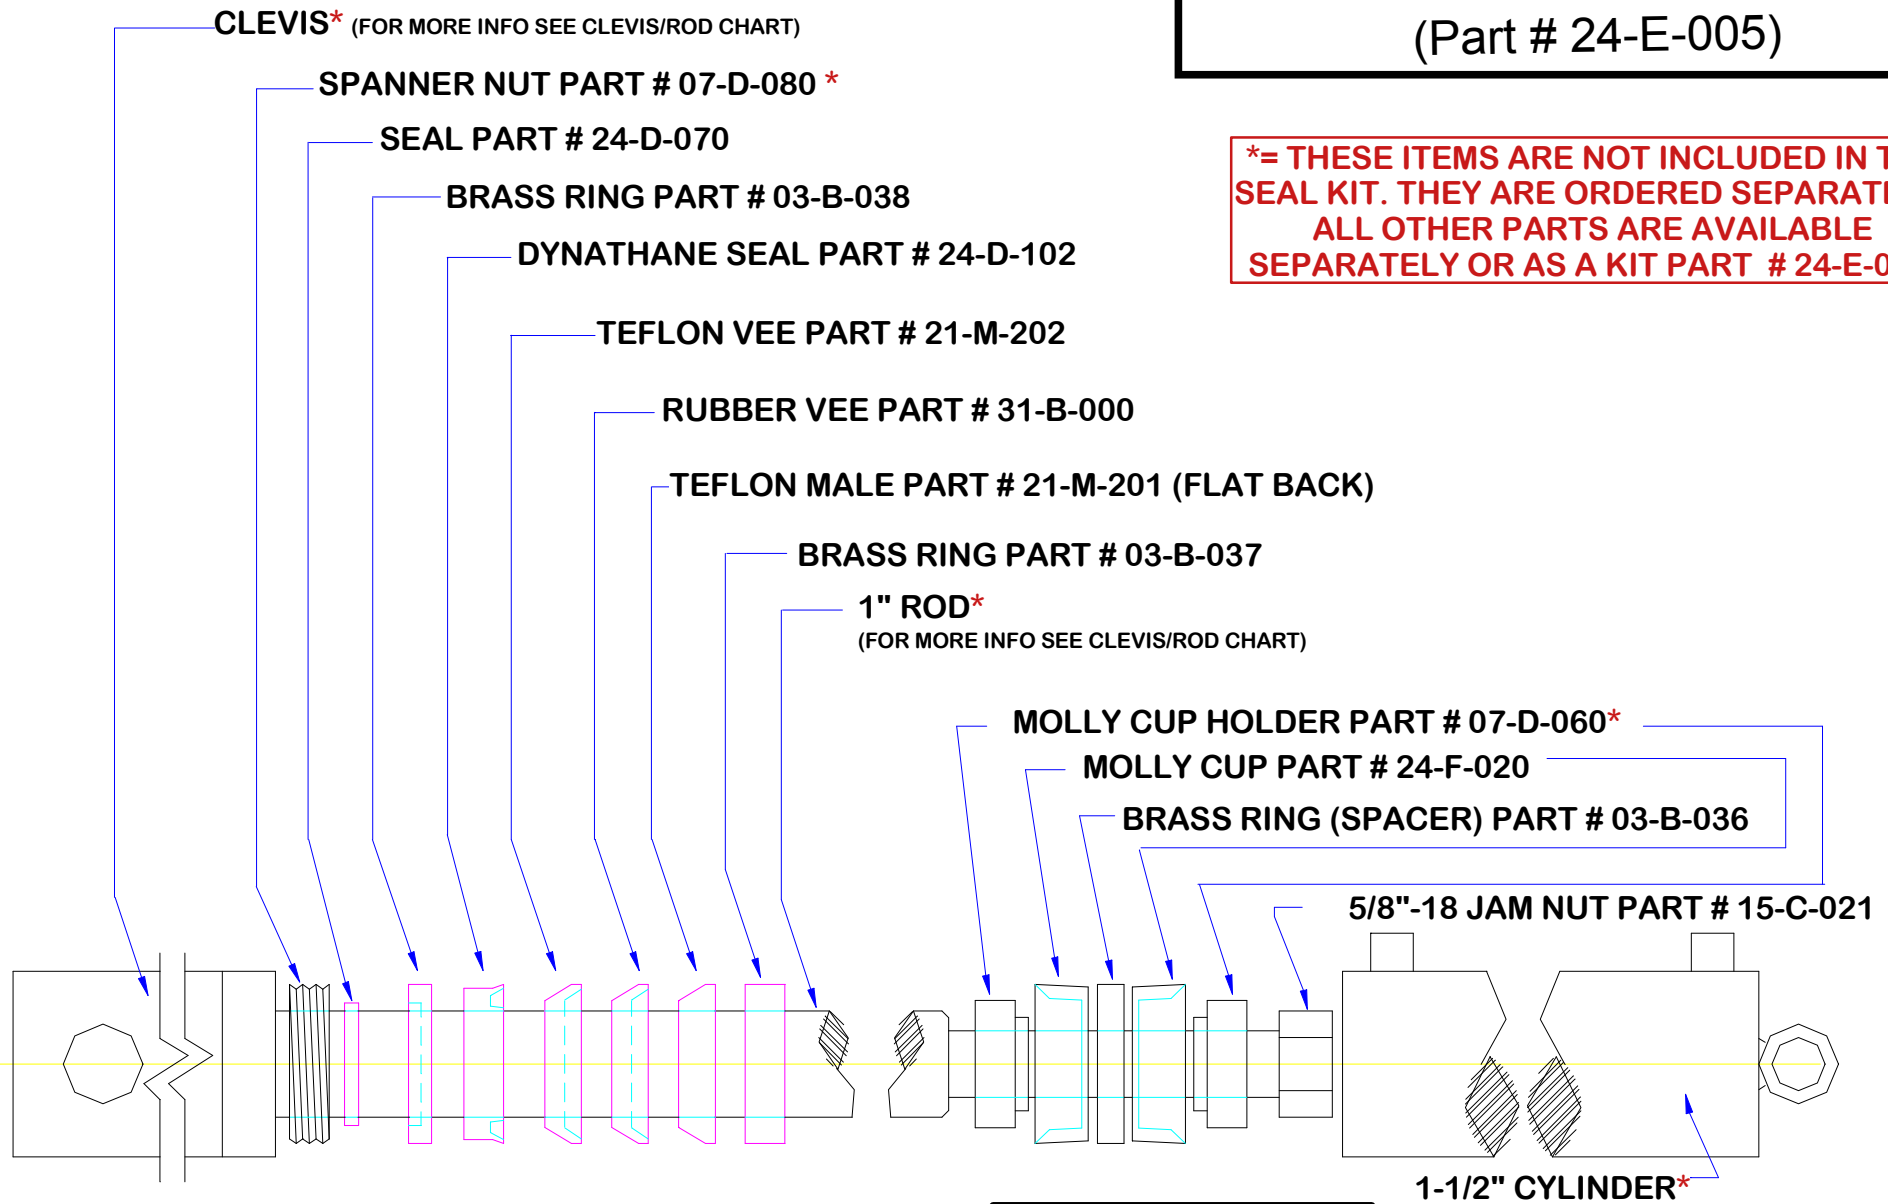 CLEVIS* (FOR MORE INFO SEE CLEVIS/ROD CHART)
(Part # 24-E-005)
SPANNER NUT PART # 07-D-080 *
SEAL PART # 24-D-070
*= THESE ITEMS ARE NOT INCLUDED IN
SEAL KIT. THEY ARE ORDERED
ALL OTHER PARTS ARE AVAILABLE
SEPARATELY OR AS A KIT PART #
BRASS RING PART # 03-B-038
DYNATHANE SEAL PART # 24-D-102
TEFLON VEE PART # 21-M-202
RUBBER VEE PART # 31-B-000
TEFLON MALE PART # 21-M-201 (FLAT BACK)
BRASS RING PART # 03-B-037
1" ROD*
(FOR MORE INFO SEE CLEVIS/ROD CHART)
MOLLY CUP HOLDER PART # 07-D-060*
MOLLY CUP PART # 24-F-020
BRASS RING (SPACER) PART # 03-B-036
5/8"-18 JAM NUT PART # 15-C-021
1-1/2" CYLINDER*